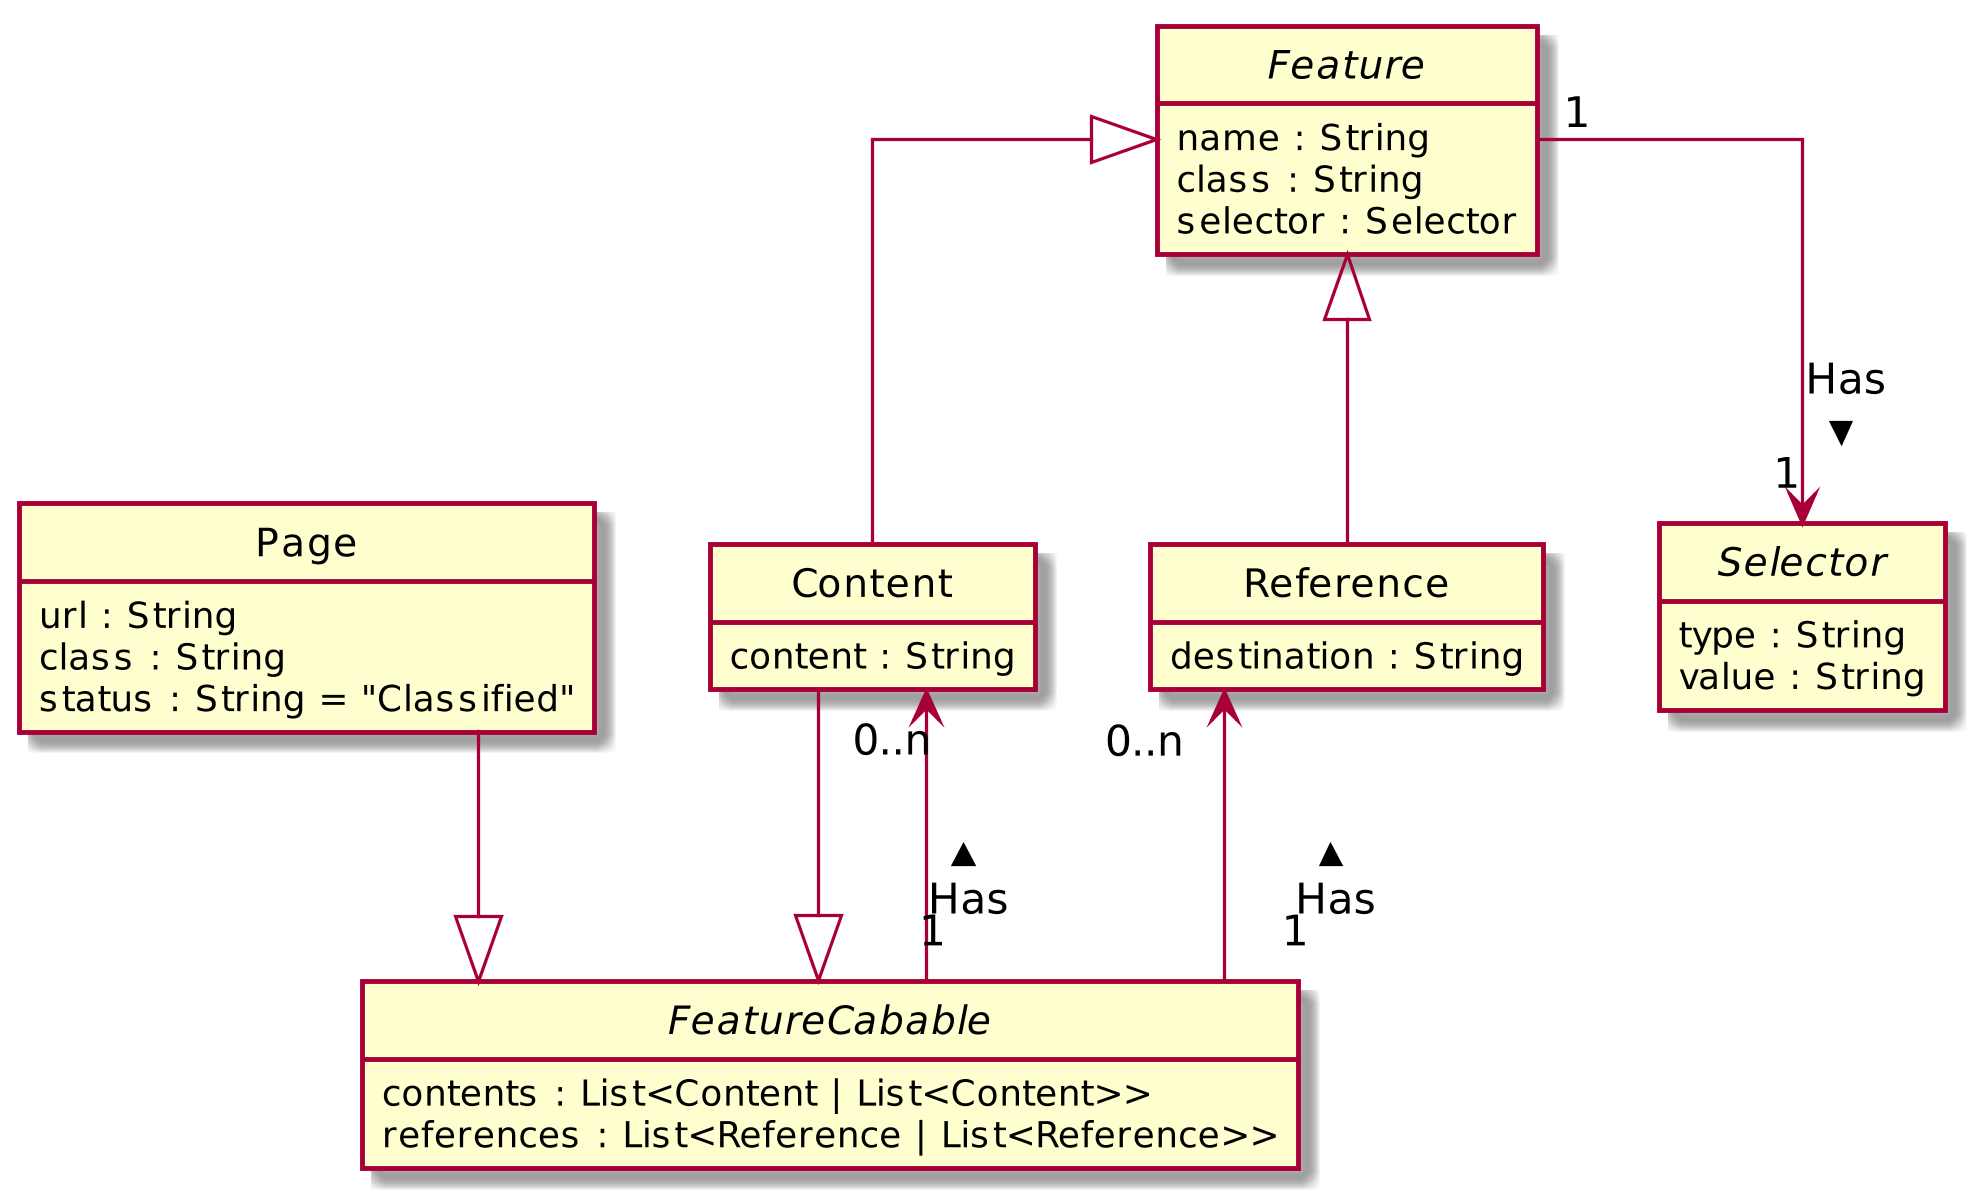 Feature
name : String
class : String
selector : Selector
1
Has
▼
1
Page
url : String
class : String
status : String = "Classified"
Content
content : String
Reference
destination : String
Selector
type : String
value : String
0..n
0..n
▲
Has
1
▲
Has
1
FeatureCabable
contents : List<Content | List<Content>>
references : List<Reference | List<Reference>>